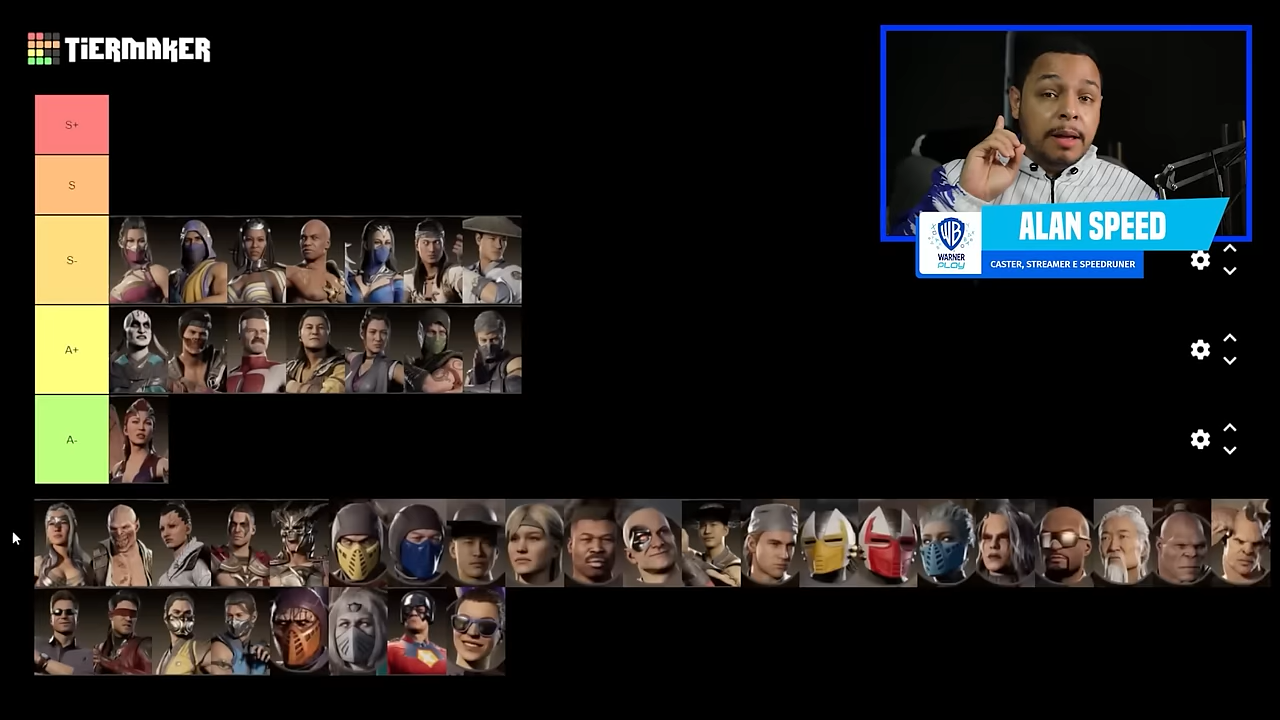 TiERMAKER
S+
S
S-
A+
A-
ALAN SPEED
WB
WARNER
PLAY
CASTER, STREAMER E SPEEDRUNER